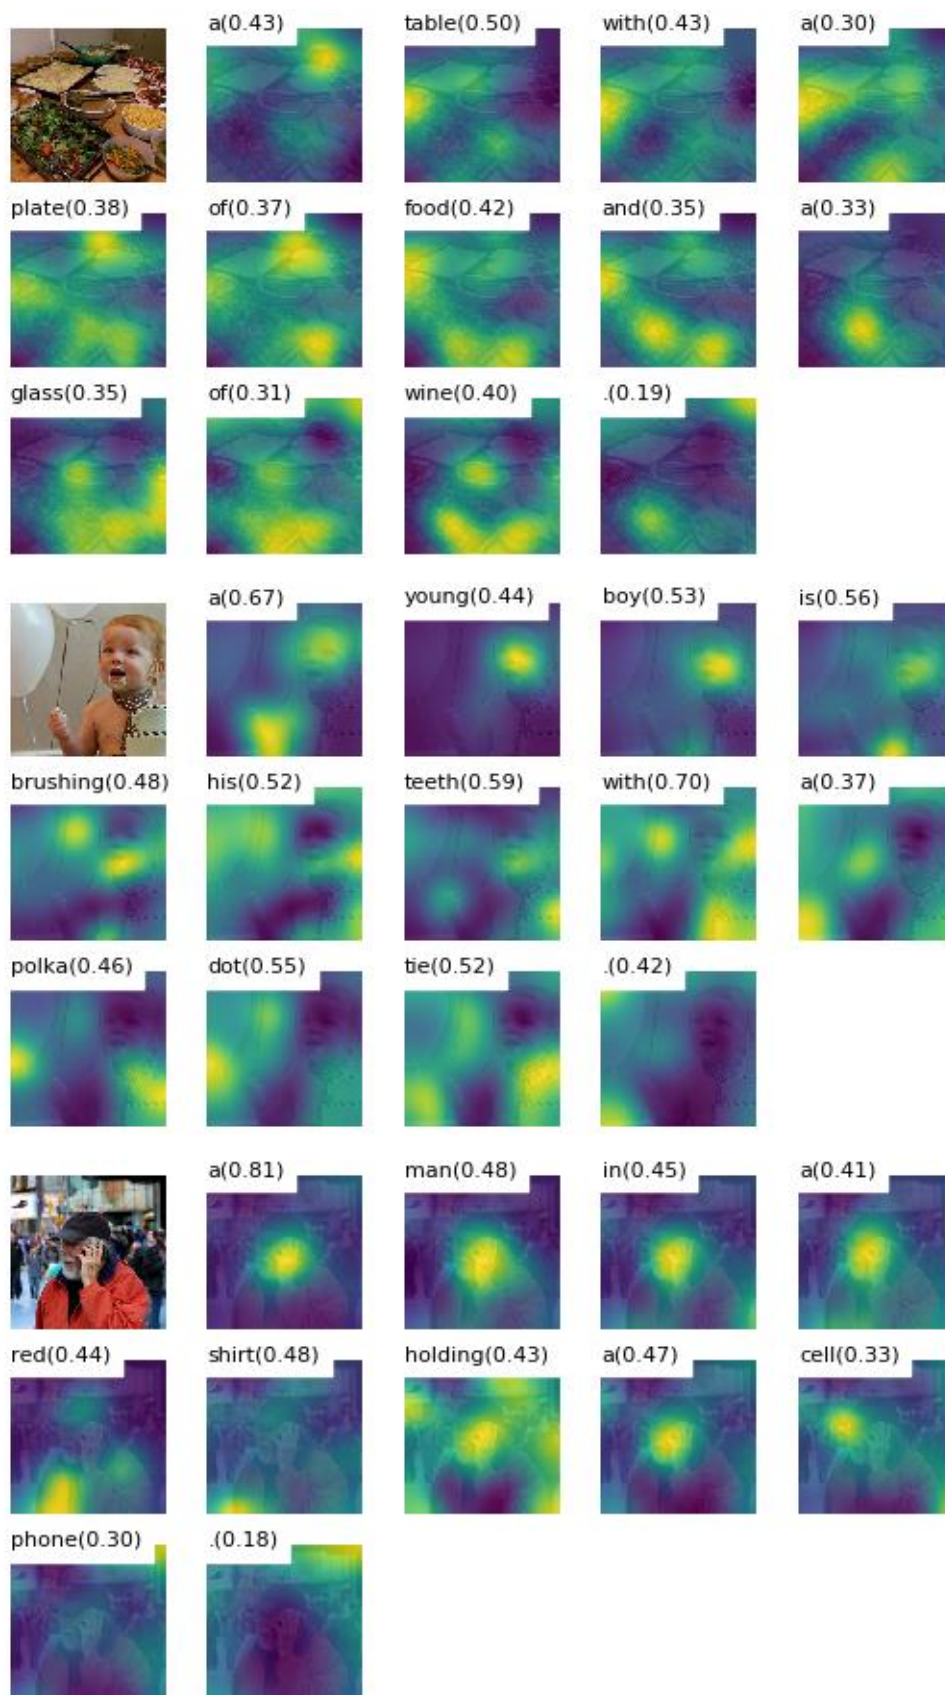 a(0.43) table(0.50) with(0.43) a(0.30)
plate(0.38) of(0.37) food(0.42) and(0.35) a(0.33)
glass(0.35) of(0.31) wine(0.40) .(0.19)
a(0.67) young(0.44) boy(0.53) is(0.56)
brushing(0.48) his(0.52) teeth(0.59) with(0.70) a(0.37)
polka(0.46) dot(0.55) tie(0.52) .(0.42)
a(0.81) man(0.48) in(0.45) a(0.41)
red(0.44) shirt(0.48) holding(0.43) a(0.47) cell(0.33)
phone(0.30) .(0.18)